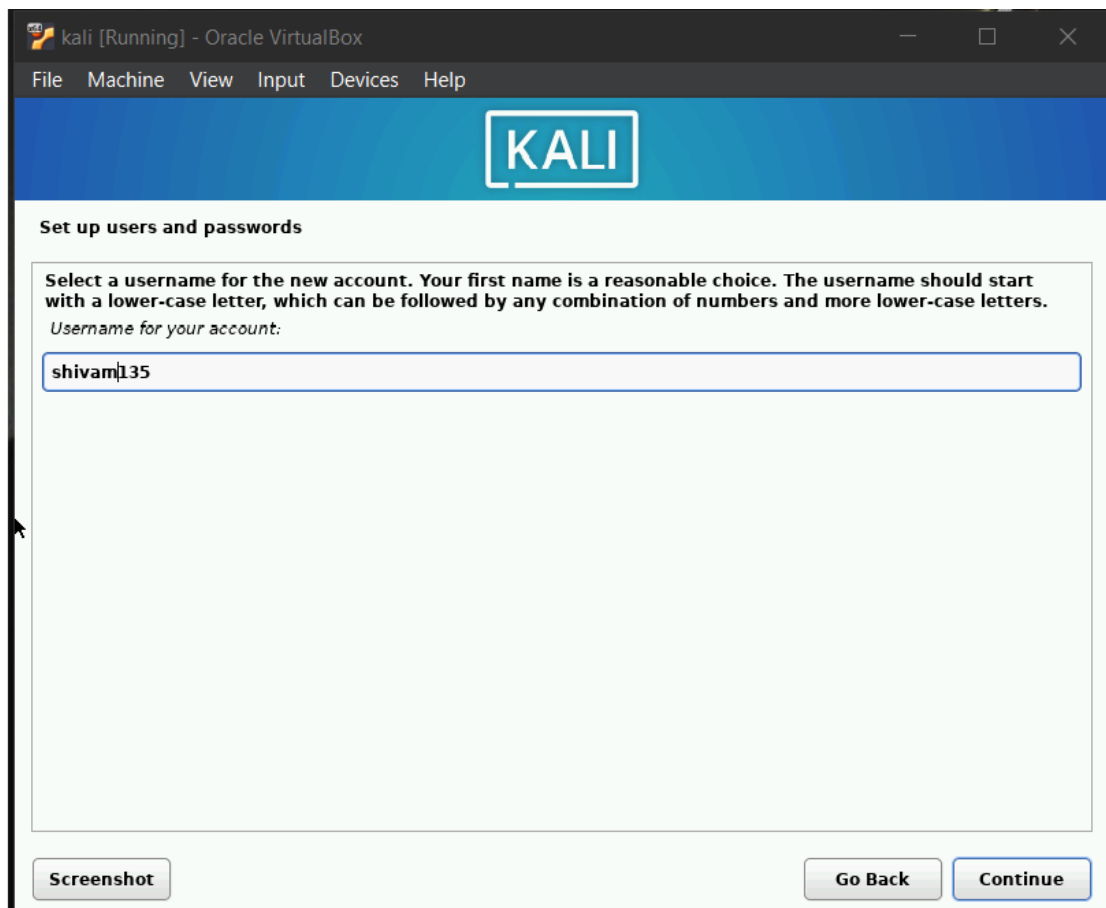 kali [Running] - Oracle VirtualBox
File Machine View Input Devices Help
KALI
Set up users and passwords
Select a username for the new account. Your first name is a reasonable choice. The username should start
with a lower-case letter, which can be followed by any combination of numbers and more lower-case letters.
Username for your account:
shivam135
Screenshot Go Back Continue